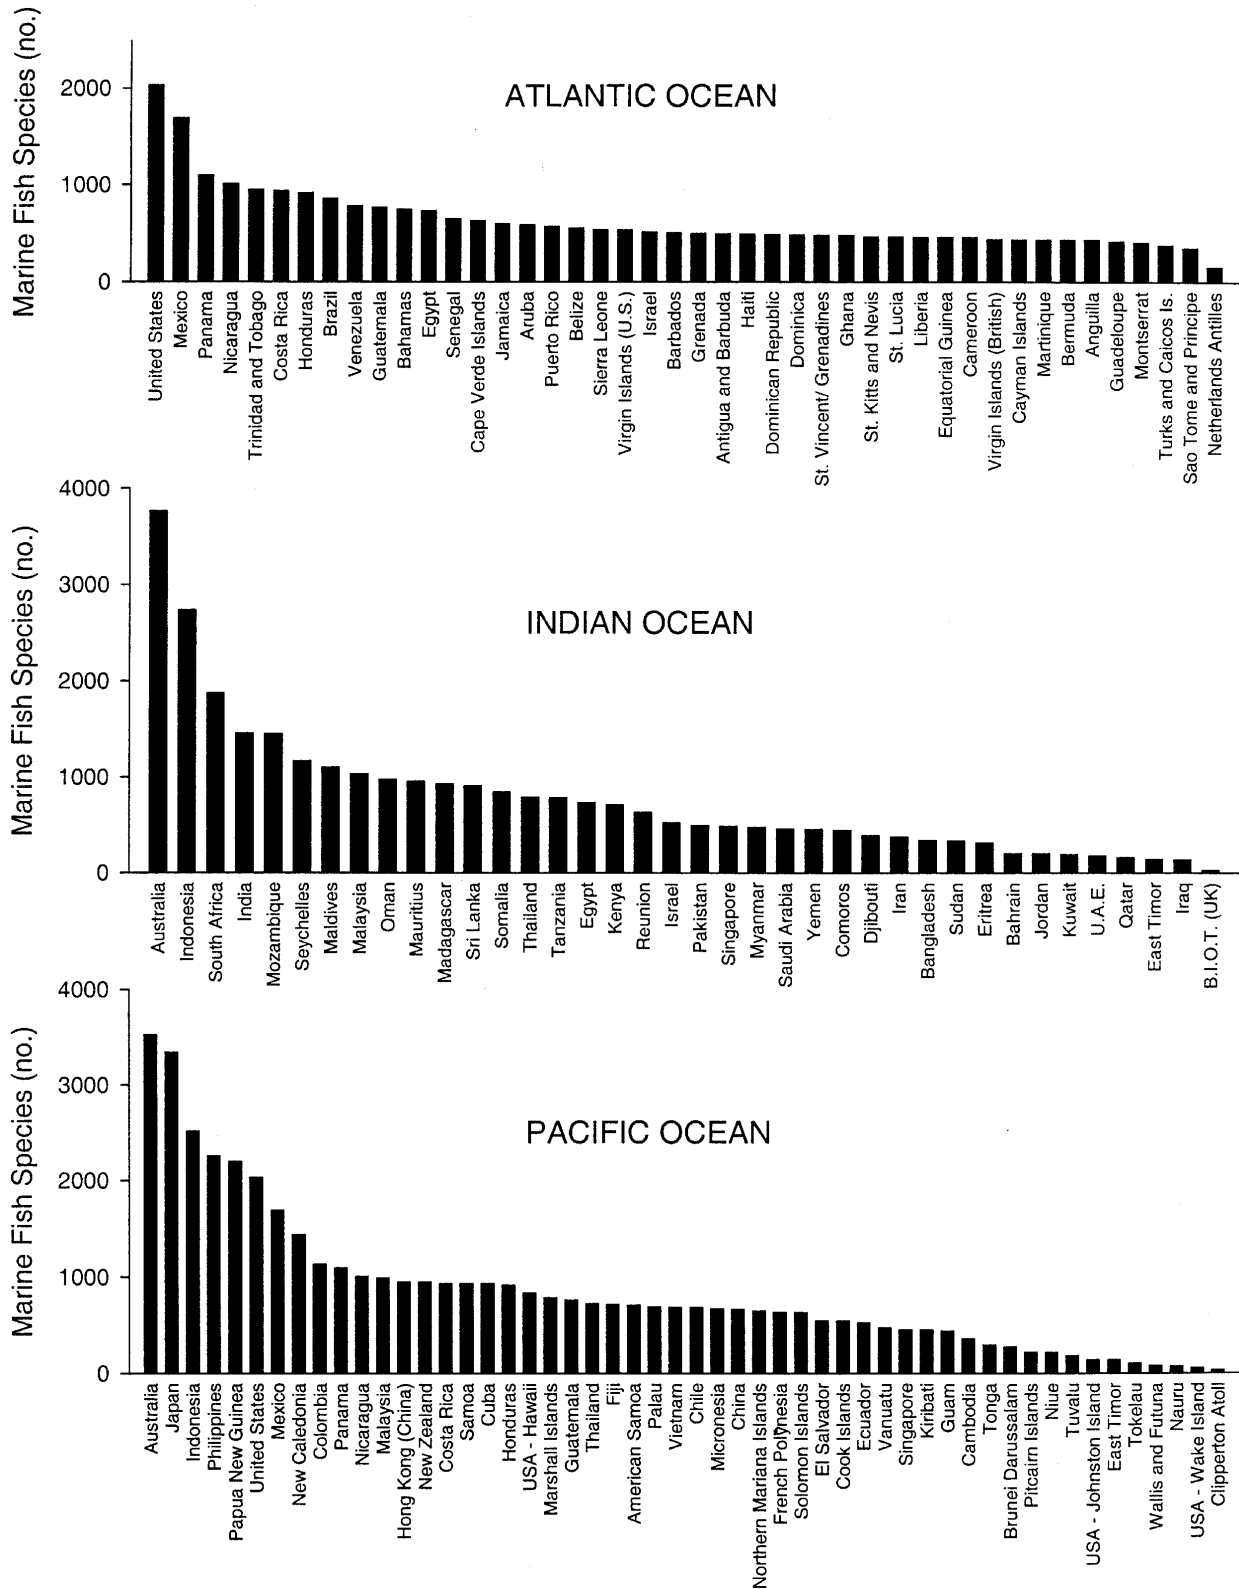 Marine Fish Species (no.)
2000
1000
0
ATLANTIC OCEAN
United States
Mexico
Panama
Nicaragua
Trinidad and Tobago
Costa Rica
Honduras
Brazil
Venezuela
Guatemala
Bahamas
Egypt
Senegal
Cape Verde Islands
Jamaica
Aruba
Puerto Rico
Belize
Sierra Leone
Virgin Islands (U.S.)
Israel
Barbados
Grenada
Antigua and Barbuda
Haiti
Dominican Republic
Dominica
St. Vincent/ Grenadines
Ghana
St. Kitts and Nevis
St. Lucia
Liberia
Equatorial Guinea
Cameroon
Virgin Islands (British)
Cayman Islands
Martinique
Bermuda
Anguilla
Guadeloupe
Montserrat
Turks and Caicos Is.
Sao Tome and Principe
Netherlands Antilles
Marine Fish Species (no.)
4000
3000
2000
1000
0
INDIAN OCEAN
Australia
Indonesia
South Africa
India
Mozambique
Seychelles
Maldives
Malaysia
Oman
Mauritius
Madagascar
Sri Lanka
Somalia
Thailand
Tanzania
Egypt
Kenya
Reunion
Israel
Pakistan
Singapore
Myanmar
Saudi Arabia
Yemen
Comoros
Djibouti
Iran
Bangladesh
Sudan
Eritrea
Bahrain
Jordan
Kuwait
U.A.E.
Qatar
East Timor
Iraq
B.I.O.T. (UK)
Marine Fish Species (no.)
4000
3000
2000
1000
0
PACIFIC OCEAN
Australia
Japan
Indonesia
Philippines
Papua New Guinea
United States
Mexico
New Caledonia
Colombia
Panama
Nicaragua
Malaysia
Hong Kong (China)
New Zealand
Costa Rica
Samoa
Cuba
Honduras
USA - Hawaii
Marshall Islands
Guatemala
Thailand
Fiji
American Samoa
Palau
Vietnam
Chile
Micronesia
China
Northern Mariana Islands
French Polynesia
Solomon Islands
El Salvador
Cook Islands
Ecuador
Vanuatu
Singapore
Kiribati
Guam
Cambodia
Tonga
Brunei Darussalam
Pitcairn Islands
Niue
Tuvalu
USA - Johnston Island
East Timor
Tokelau
Wallis and Futuna
Nauru
USA - Wake Island
Clipperton Atoll